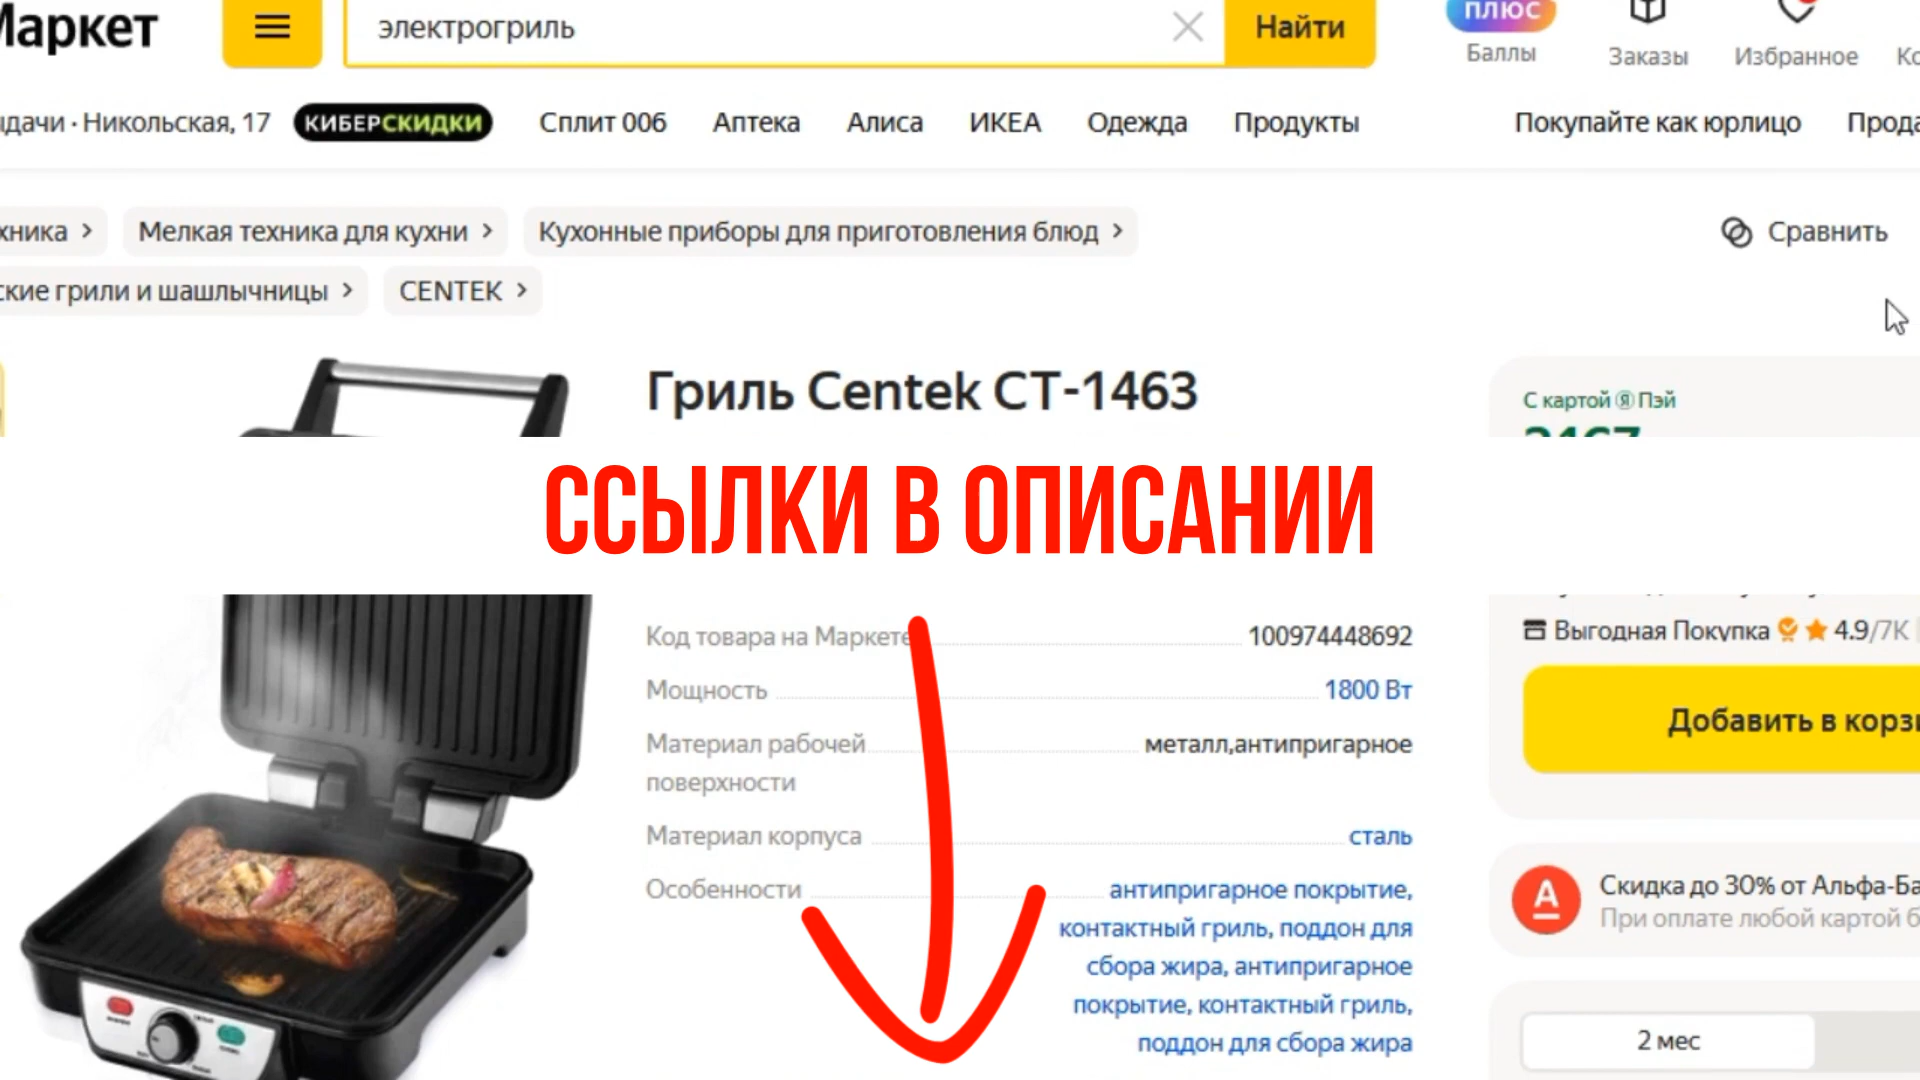 Маркет
электрогриль
Найти
плюс
Баллы
Заказы
Избранное
Никольская, 17
КИБЕРСКИДКИ
Сплит 006
Аптека
Алиса
ИКЕА
Одежда
Продукты
Покупайте как юрлицо
Мелкая техника для кухни
Кухонные приборы для приготовления блюд
Сравнить
грили и шашлычницы
CENTEK
Гриль Centek CT-1463
С картой Я Пэй
ССЫЛКИ В ОПИСАНИИ
Код товара на Маркете 100974448692
Выгодная Покупка 4.9/7K
Мощность 1800 Вт
Добавить в
Материал рабочей металл,антипригарное
поверхности
Материал корпуса сталь
Скидка до 30% от
При оплате любой картой
Особенности антипригарное покрытие,
контактный гриль, поддон для
сбора жира, антипригарное
покрытие, контактный гриль,
поддон для сбора жира
2 мес